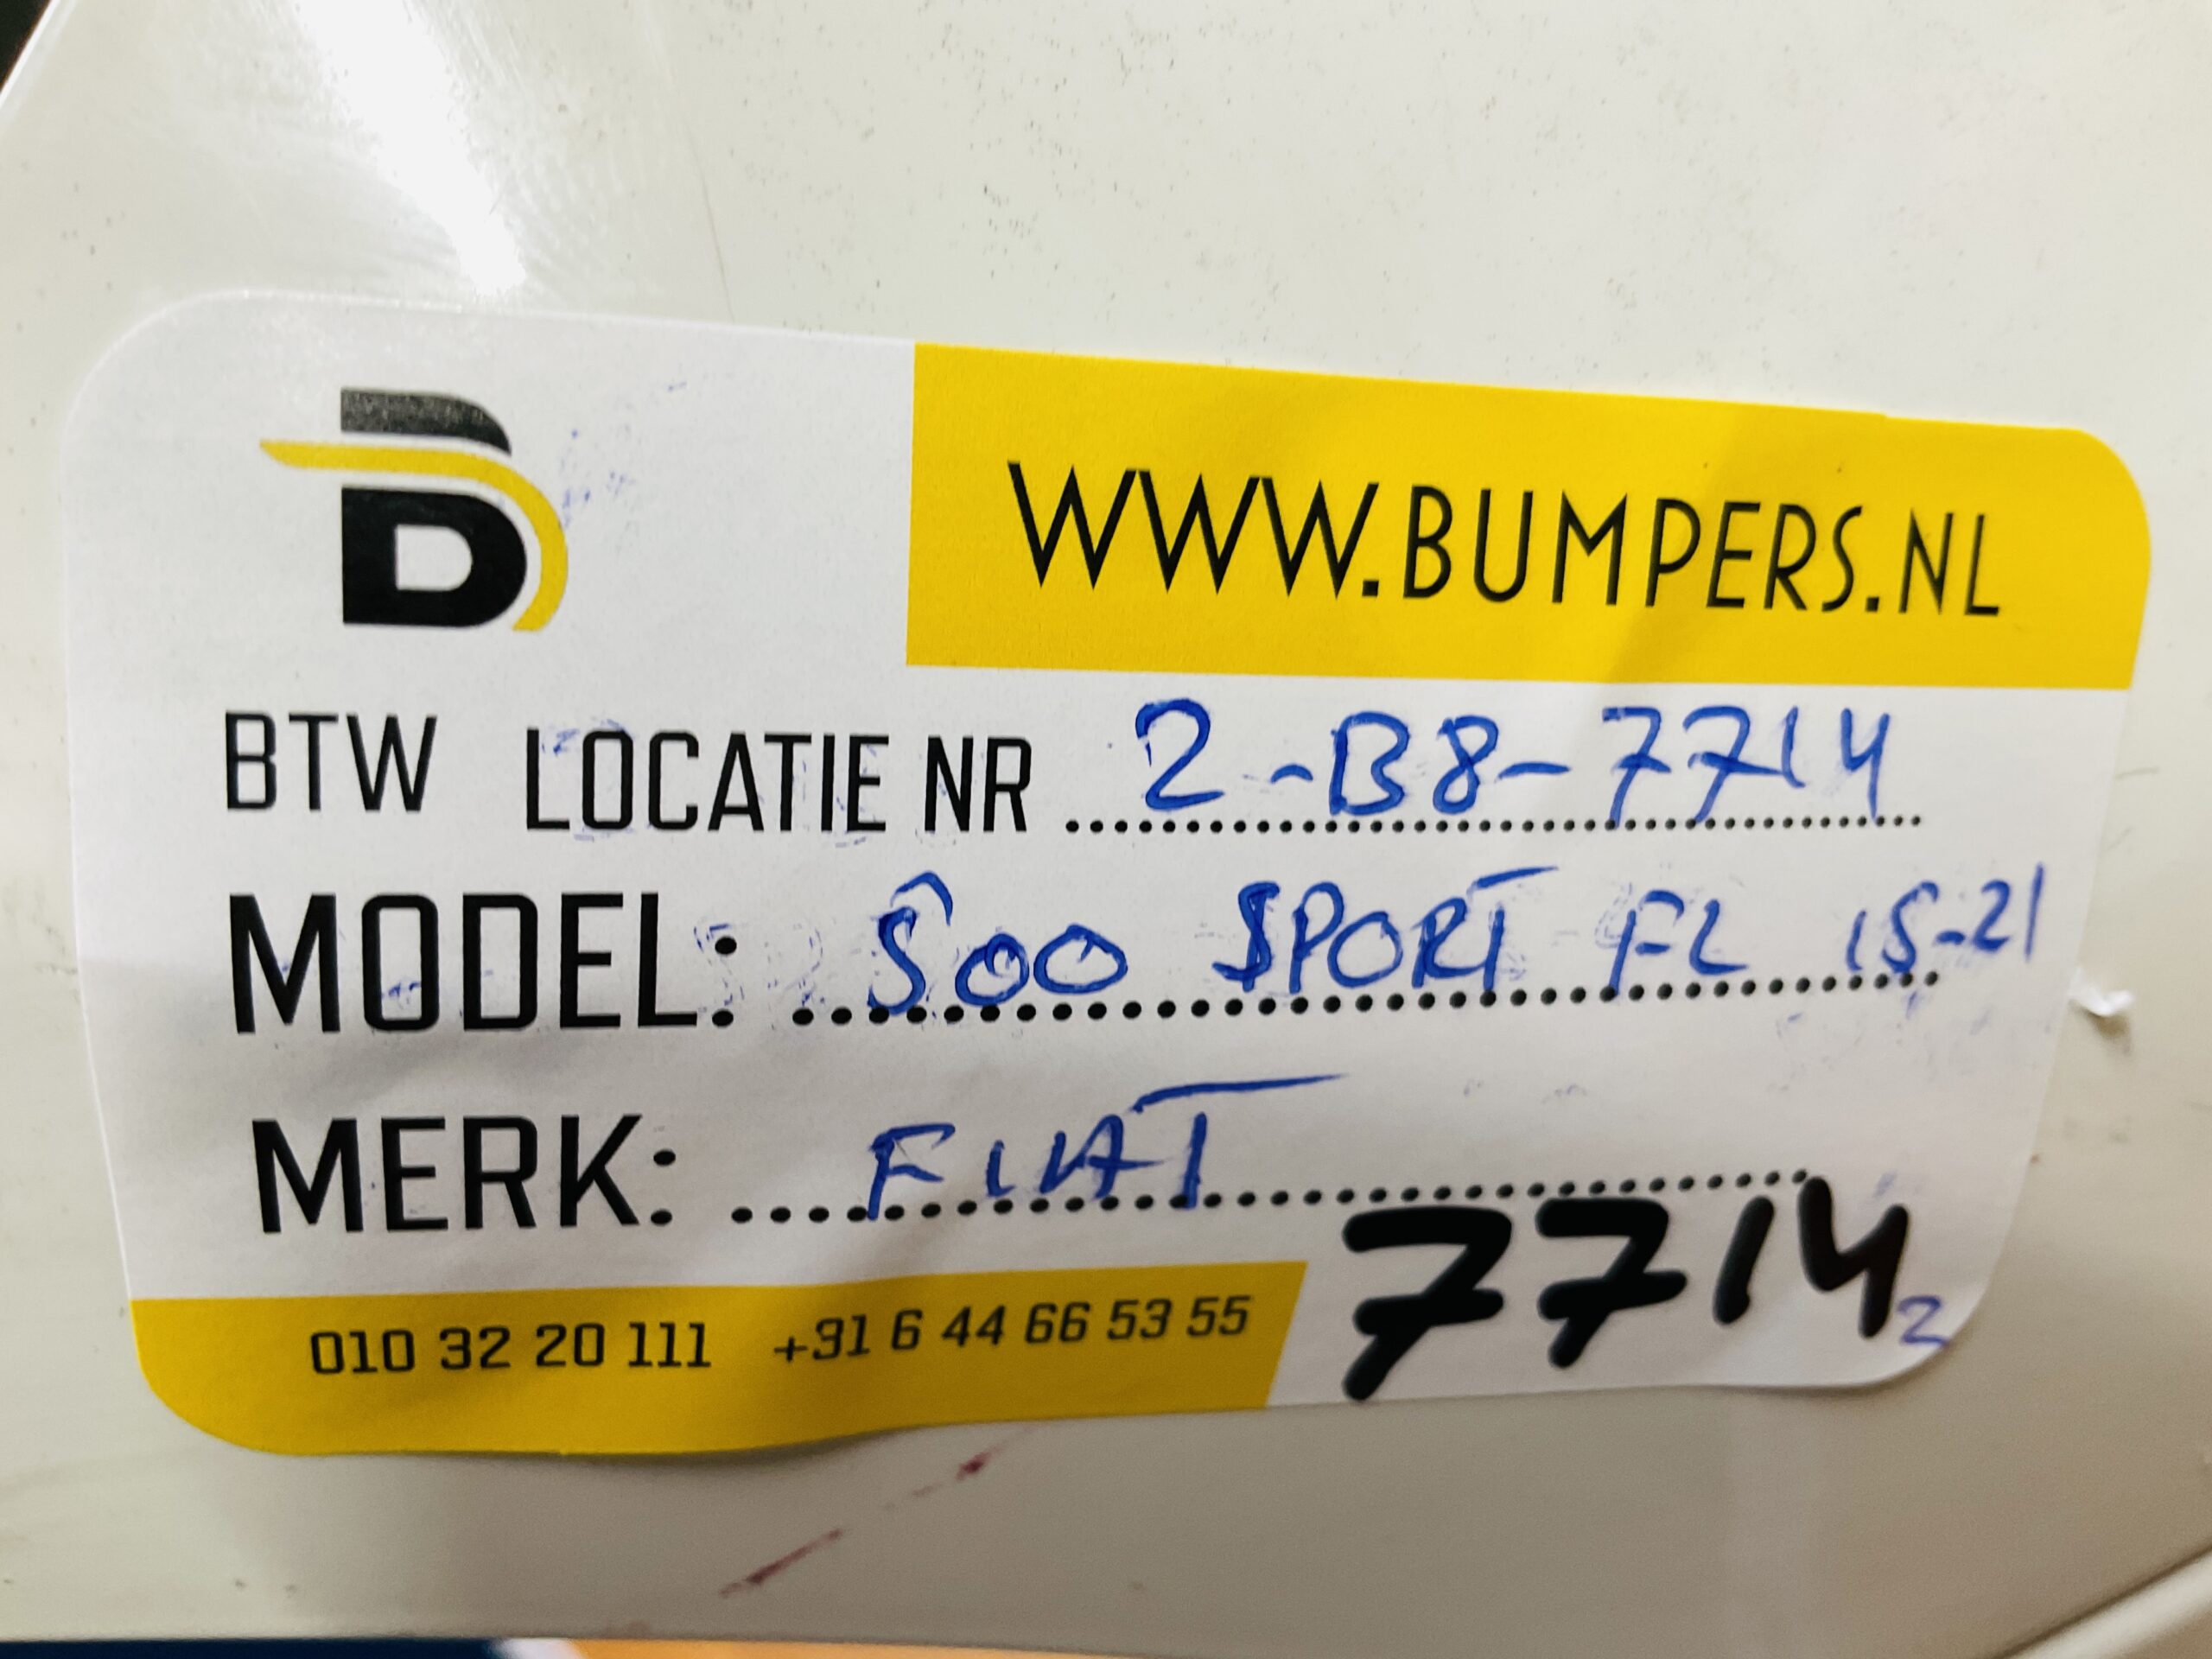 B
WWW.BUMPERS.NL
BTW LOCATIE NR 2-B8-7714
MODEL: 500 SPORT FL 15-21
MERK: FIAT
7714 2
010 32 20 111 +31 6 44 66 53 55